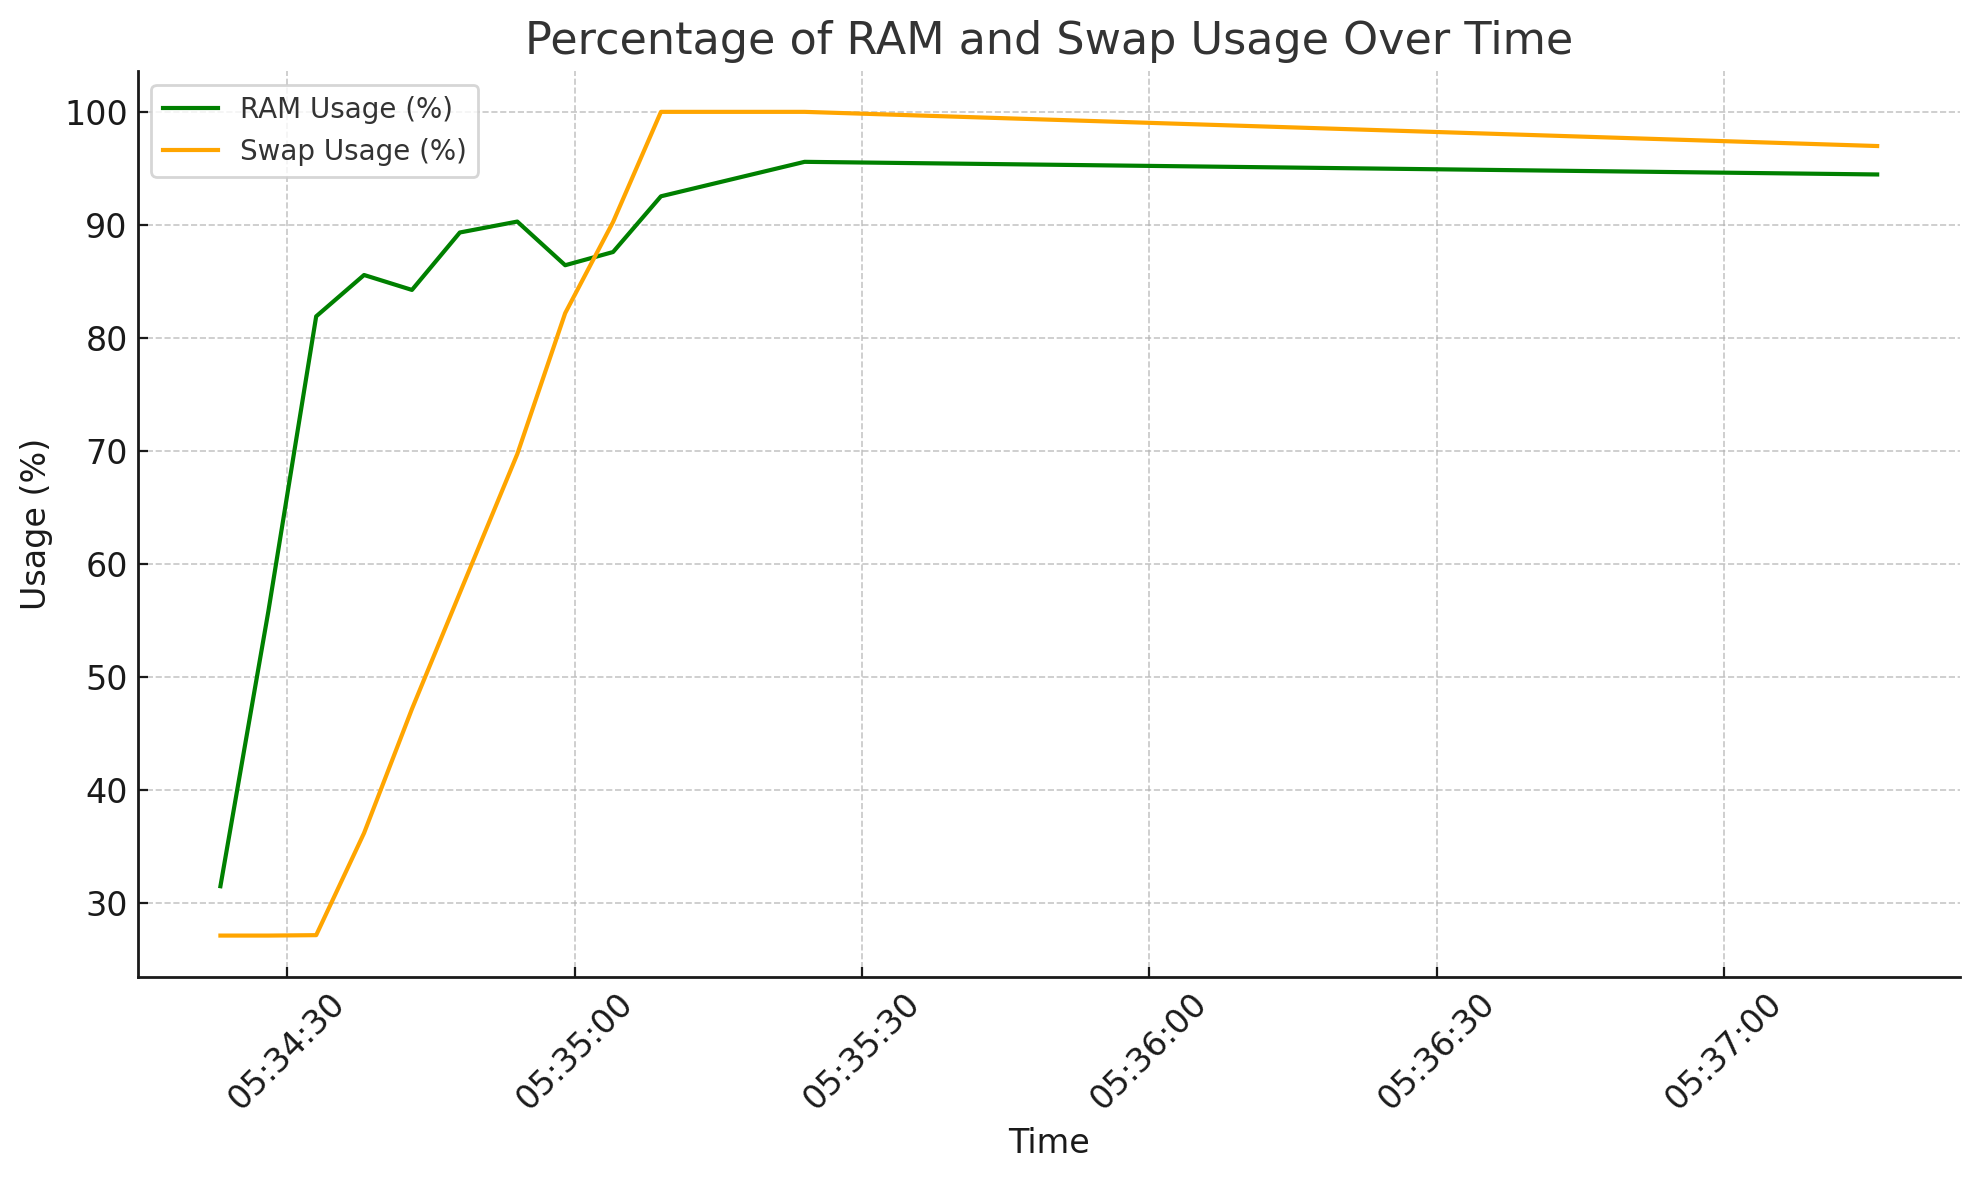 Percentage of RAM and Swap Usage Over Time
RAM Usage (%)
Swap Usage (%)
Usage (%)
100
90
80
70
60
50
40
30
05:34:30
05:35:00
05:35:30
05:36:00
05:36:30
05:37:00
Time